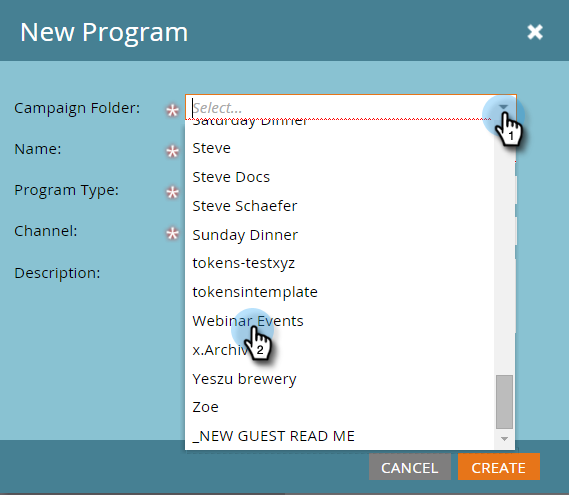 New Program
Campaign Folder: * Select...
1
Saturday Dinner
Name: *
Steve
Steve Docs
Program Type: *
Steve Schaefer
Channel: *
Sunday Dinner
tokens-testxyz
Description:
tokensintemplate
Webinar Events
2
Yeszu brewery
Zoe
_NEW GUEST READ ME
CANCEL CREATE